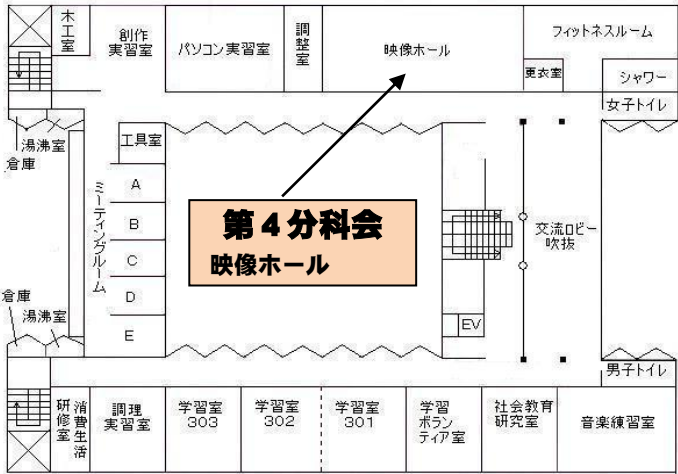 木工室
創作
実習室
パソコン実習室
調整室
映像ホール
フィットネスルーム
更衣室
シャワー
女子トイレ
湯沸室
倉庫
工具室
ミーティングルーム
A
B
C
D
E
第4分科会
映像ホール
交流ロビー
吹抜
EV
倉庫
湯沸室
男子トイレ
消費生活
研修室
調理
実習室
学習室
303
学習室
302
学習室
301
学習
ボラン
ティア室
社会教育
研究室
音楽練習室